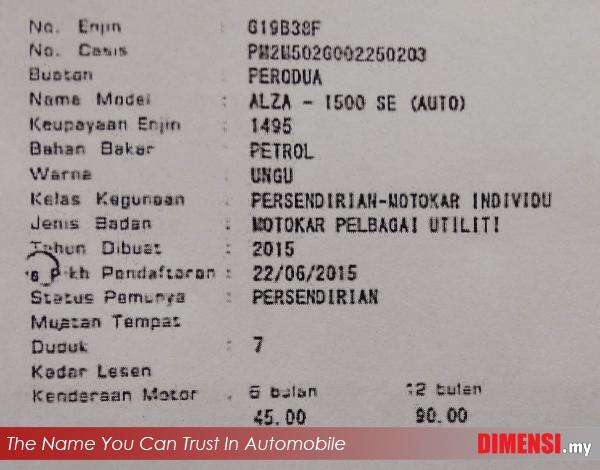 No. Enjin : G19B38F
No. Casis : PM2M502G002250203
Buatan : PERODUA
Nama Model : ALZA - 1500 SE (AUTO)
Keupayaan Enjin : 1495
Bahan Bakar : PETROL
Warna : UNGU
Kelas Kegunaan : PERSENDIRIAN-MOTOKAR INDIVIDU
Jenis Badan : MOTOKAR PELBAGAI UTILITI
Tahun Dibuat : 2015
Pendaftaran : 22/06/2015
Status Pemunya : PERSENDIRIAN
Muatan Tempat
Duduk : 7
Kadar Lesen
Kenderaan Motor : 6 bulan 12 bulan
45.00 90.00
The Name You Can Trust In Automobile DIMENSI.my